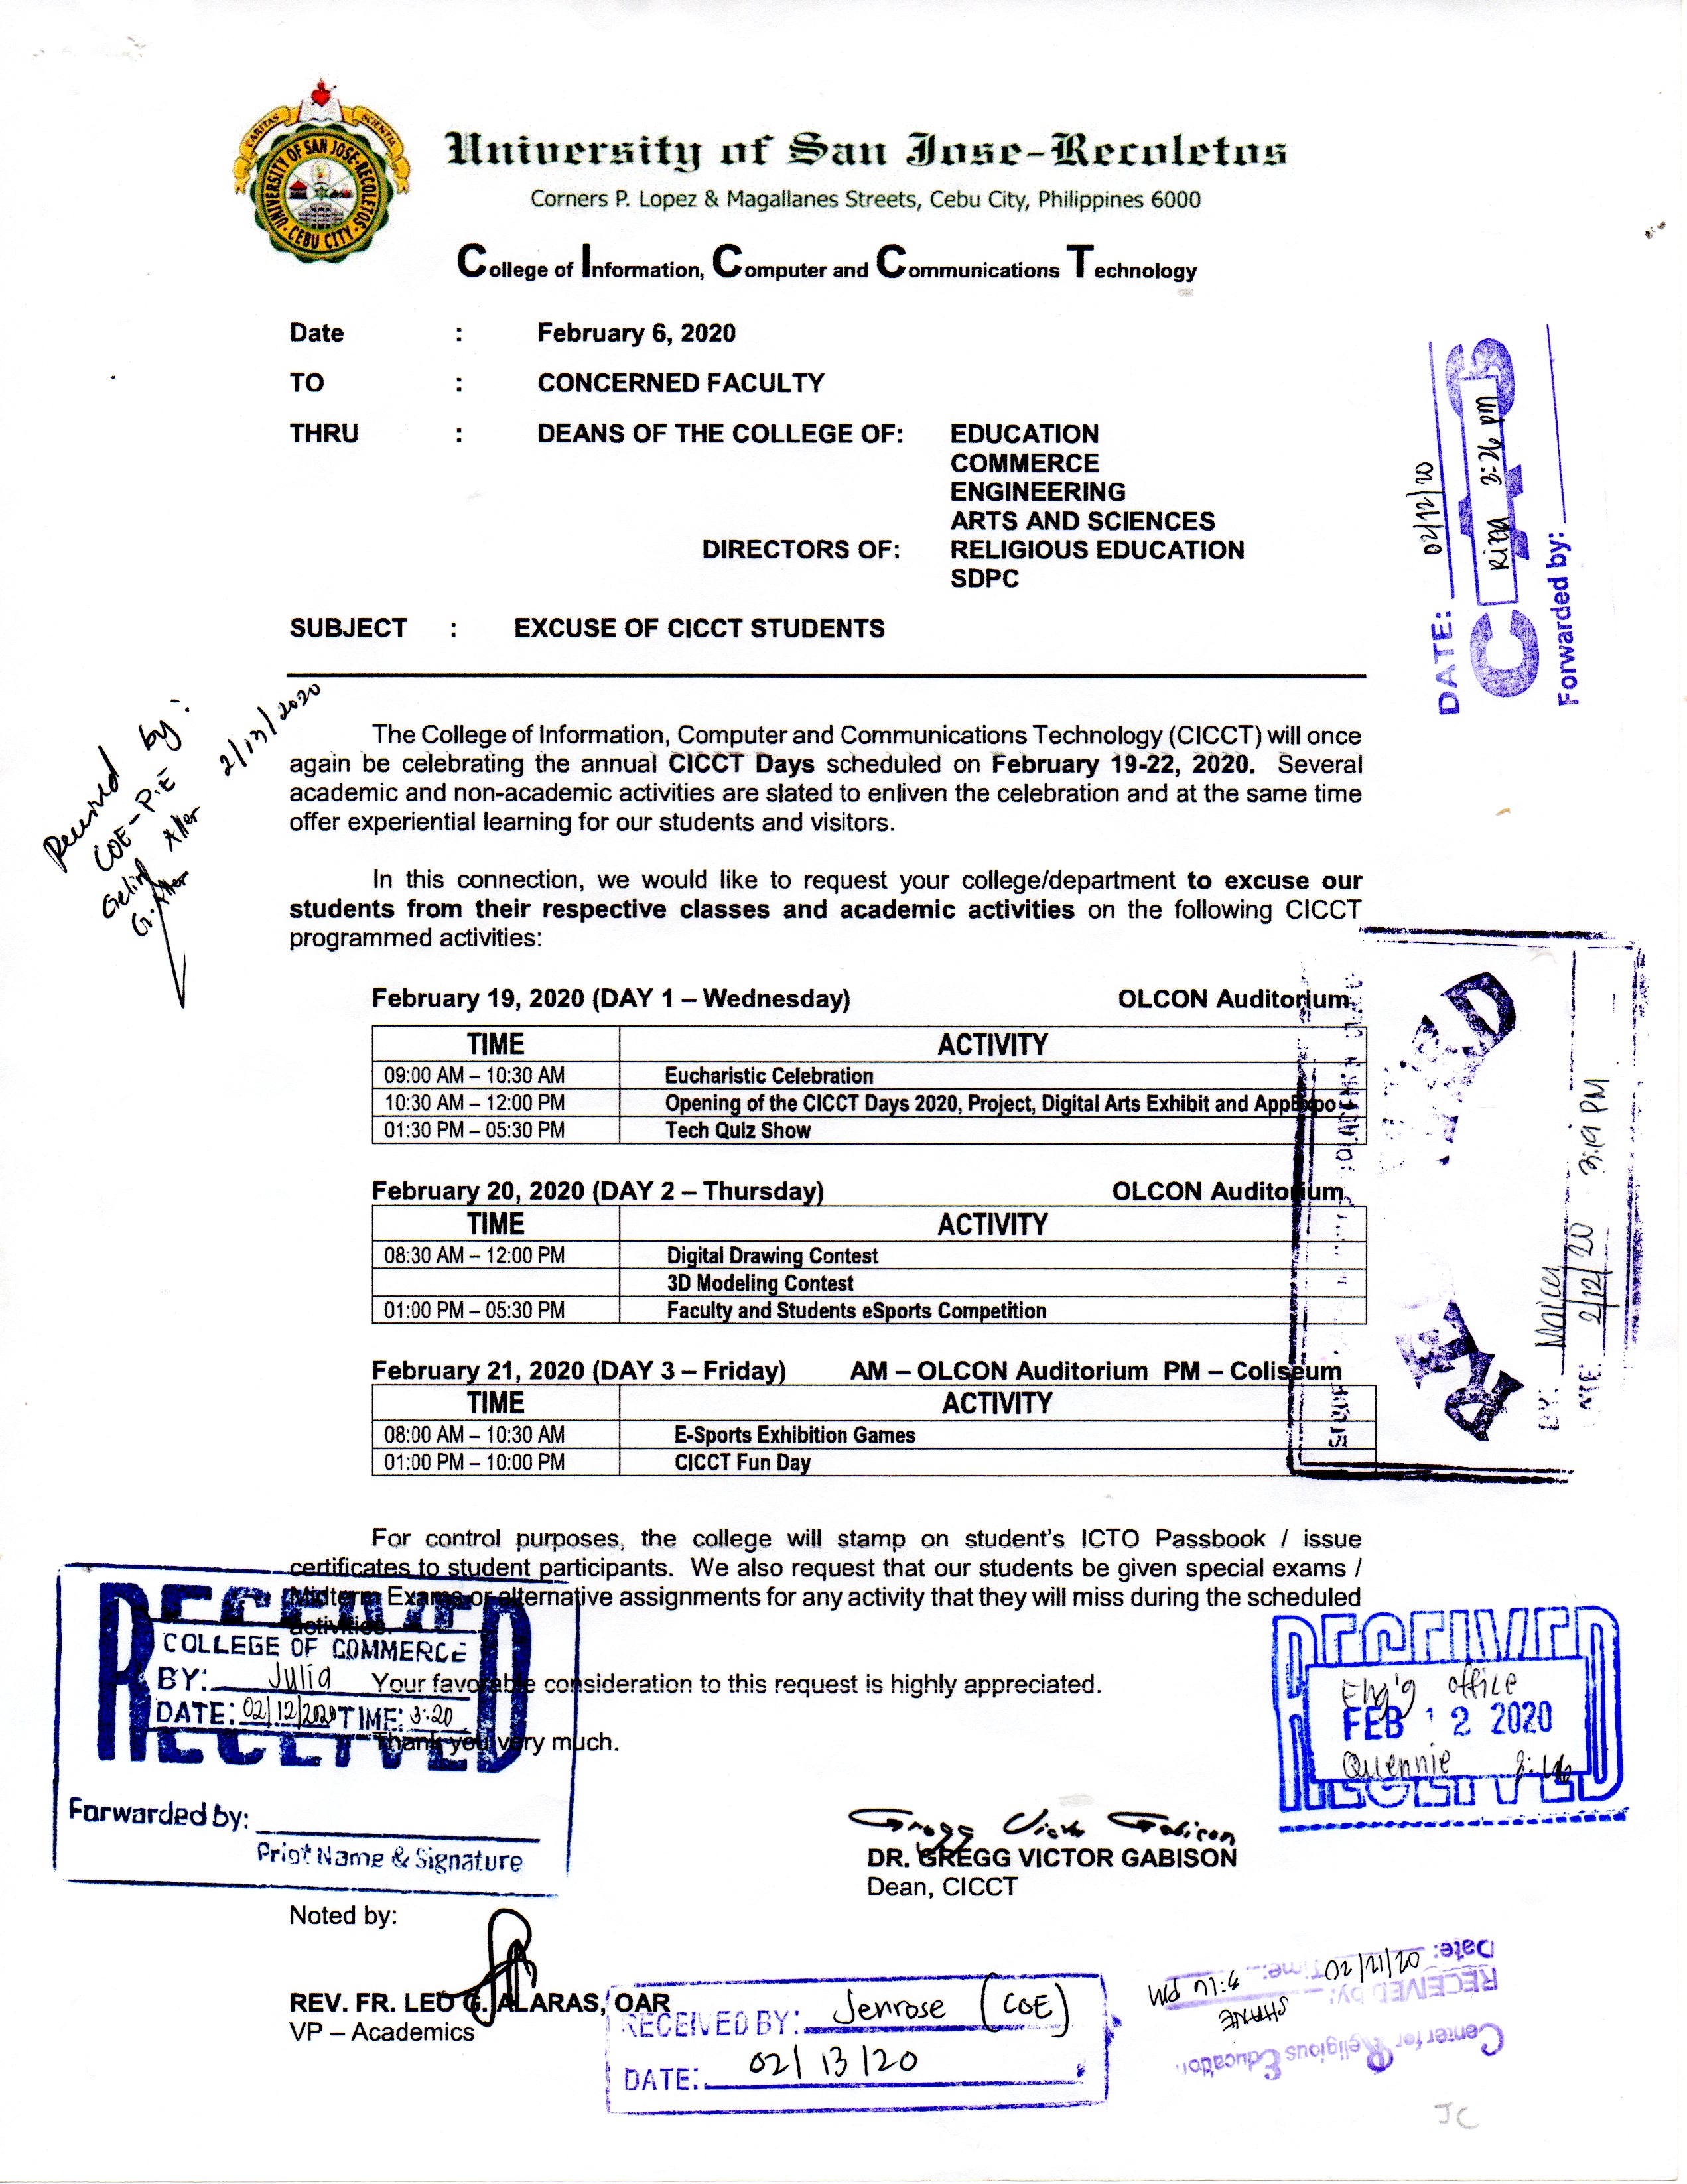 CARITAS SCIENTIA
UNIVERSITY OF SAN JOSE-RECOLETOS
CEBU CITY
University of San Jose-Recoletos
Corners P. Lopez & Magallanes Streets, Cebu City, Philippines 6000
College of Information, Computer and Communications Technology
Date : February 6, 2020
TO : CONCERNED FACULTY
THRU : DEANS OF THE COLLEGE OF: EDUCATION
COMMERCE
ENGINEERING
ARTS AND SCIENCES
DIRECTORS OF: RELIGIOUS EDUCATION
SDPC
SUBJECT : EXCUSE OF CICCT STUDENTS
DATE: 02/12/20
CAS
Rita 3:26 pm
Forwarded by:
Received by:
COE-P.E
Aller 2/13/2020
G. Aller
The College of Information, Computer and Communications Technology (CICCT) will once
again be celebrating the annual CICCT Days scheduled on February 19-22, 2020. Several
academic and non-academic activities are slated to enliven the celebration and at the same time
offer experiential learning for our students and visitors.
In this connection, we would like to request your college/department to excuse our
students from their respective classes and academic activities on the following CICCT
programmed activities:
February 19, 2020 (DAY 1 – Wednesday) OLCON Auditorium
TIME ACTIVITY
09:00 AM – 10:30 AM Eucharistic Celebration
10:30 AM – 12:00 PM Opening of the CICCT Days 2020, Project, Digital Arts Exhibit and AppExpo
01:30 PM – 05:30 PM Tech Quiz Show
February 20, 2020 (DAY 2 – Thursday) OLCON Auditorium
TIME ACTIVITY
08:30 AM – 12:00 PM Digital Drawing Contest
3D Modeling Contest
01:00 PM – 05:30 PM Faculty and Students eSports Competition
February 21, 2020 (DAY 3 – Friday) AM – OLCON Auditorium PM – Coliseum
TIME ACTIVITY
08:00 AM – 10:30 AM E-Sports Exhibition Games
01:00 PM – 10:00 PM CICCT Fun Day
BY:
DATE 2/12/20 3:19 PM
For control purposes, the college will stamp on student's ICTO Passbook / issue
certificates to student participants. We also request that our students be given special exams /
Midterm Exams or alternative assignments for any activity that they will miss during the scheduled
activities.
Your favorable consideration to this request is highly appreciated.
Thank you very much.
RECEIVED
COLLEGE OF COMMERCE
BY: Julia
DATE: 02/12/2020 TIME: 3:20
Forwarded by:
Print Name & Signature
RECEIVED
Eng'g office
FEB 12 2020
Quennie
Gregg Victor Gabison
DR. GREGG VICTOR GABISON
Dean, CICCT
Noted by:
REV. FR. LEO G. ALARAS, OAR
VP – Academics
RECEIVED BY: Jenrose (COE)
DATE: 02/13/20
Center for Religious Education
RECEIVED by: SHANE
Date: Time:
JC